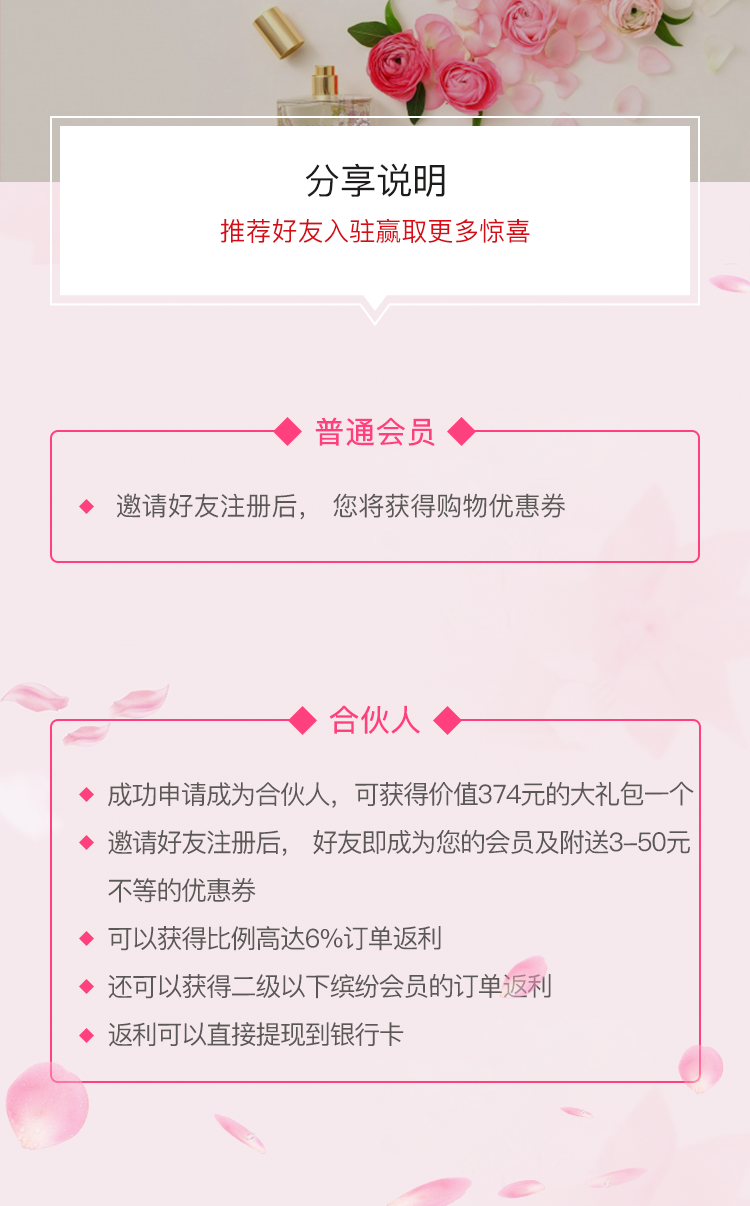 分享说明
推荐好友入驻赢取更多惊喜
普通会员
邀请好友注册后， 您将获得购物优惠券
合伙人
成功申请成为合伙人，可获得价值374元的大礼包一个
邀请好友注册后， 好友即成为您的会员及附送3-50元
不等的优惠券
可以获得比例高达6%订单返利
还可以获得二级以下缤纷会员的订单返利
返利可以直接提现到银行卡